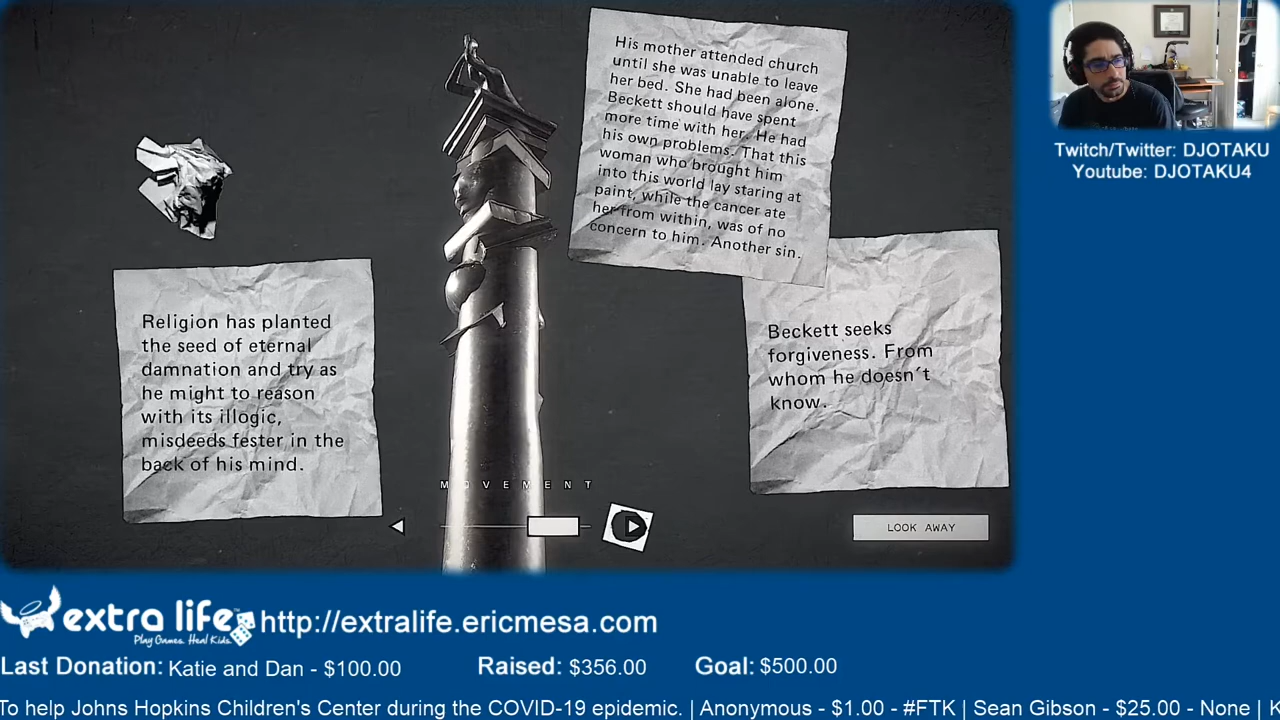 His mother attended church
until she was unable to leave
her bed. She had been alone.
Beckett should have spent
more time with her. He had
his own problems. That this
woman who brought him
into this world lay staring at
paint, while the cancer ate
her from within, was of no
concern to him. Another sin.
Religion has planted
the seed of eternal
damnation and try as
he might to reason
with its illogic,
misdeeds fester in the
back of his mind.
Beckett seeks
forgiveness. From
whom he doesn't
know.
MOVEMENT
LOOK AWAY
Twitch/Twitter: DJOTAKU
Youtube: DJOTAKU4
extra life
Play Games. Heal Kids.
http://extralife.ericmesa.com
Last Donation: Katie and Dan - $100.00 Raised: $356.00 Goal: $500.00
To help Johns Hopkins Children's Center during the COVID-19 epidemic. | Anonymous - $1.00 - #FTK | Sean Gibson - $25.00 - None | K